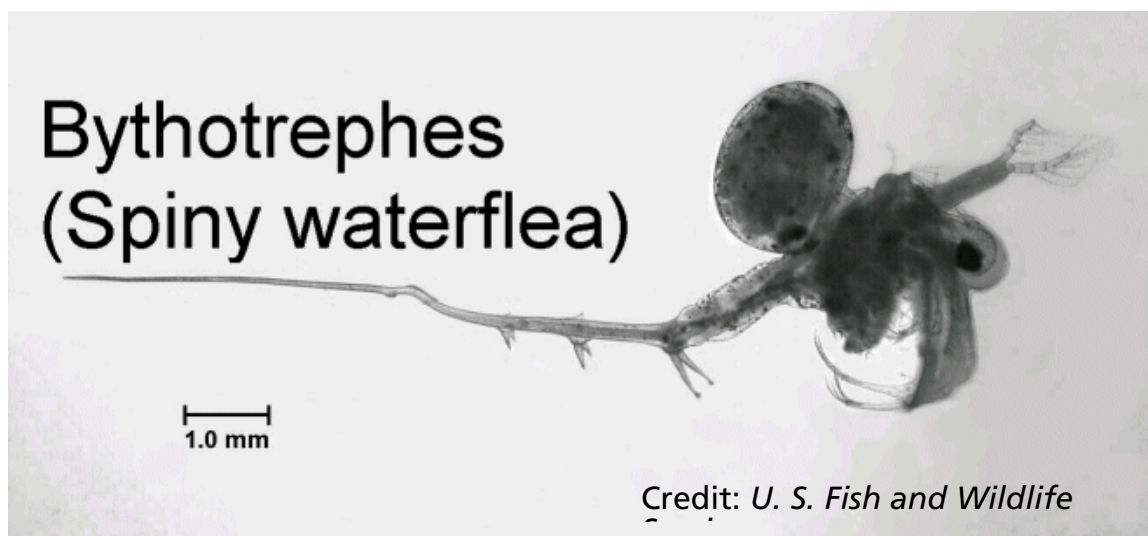 Bythotrephes
(Spiny waterflea)
1.0 mm
Credit: U. S. Fish and Wildlife